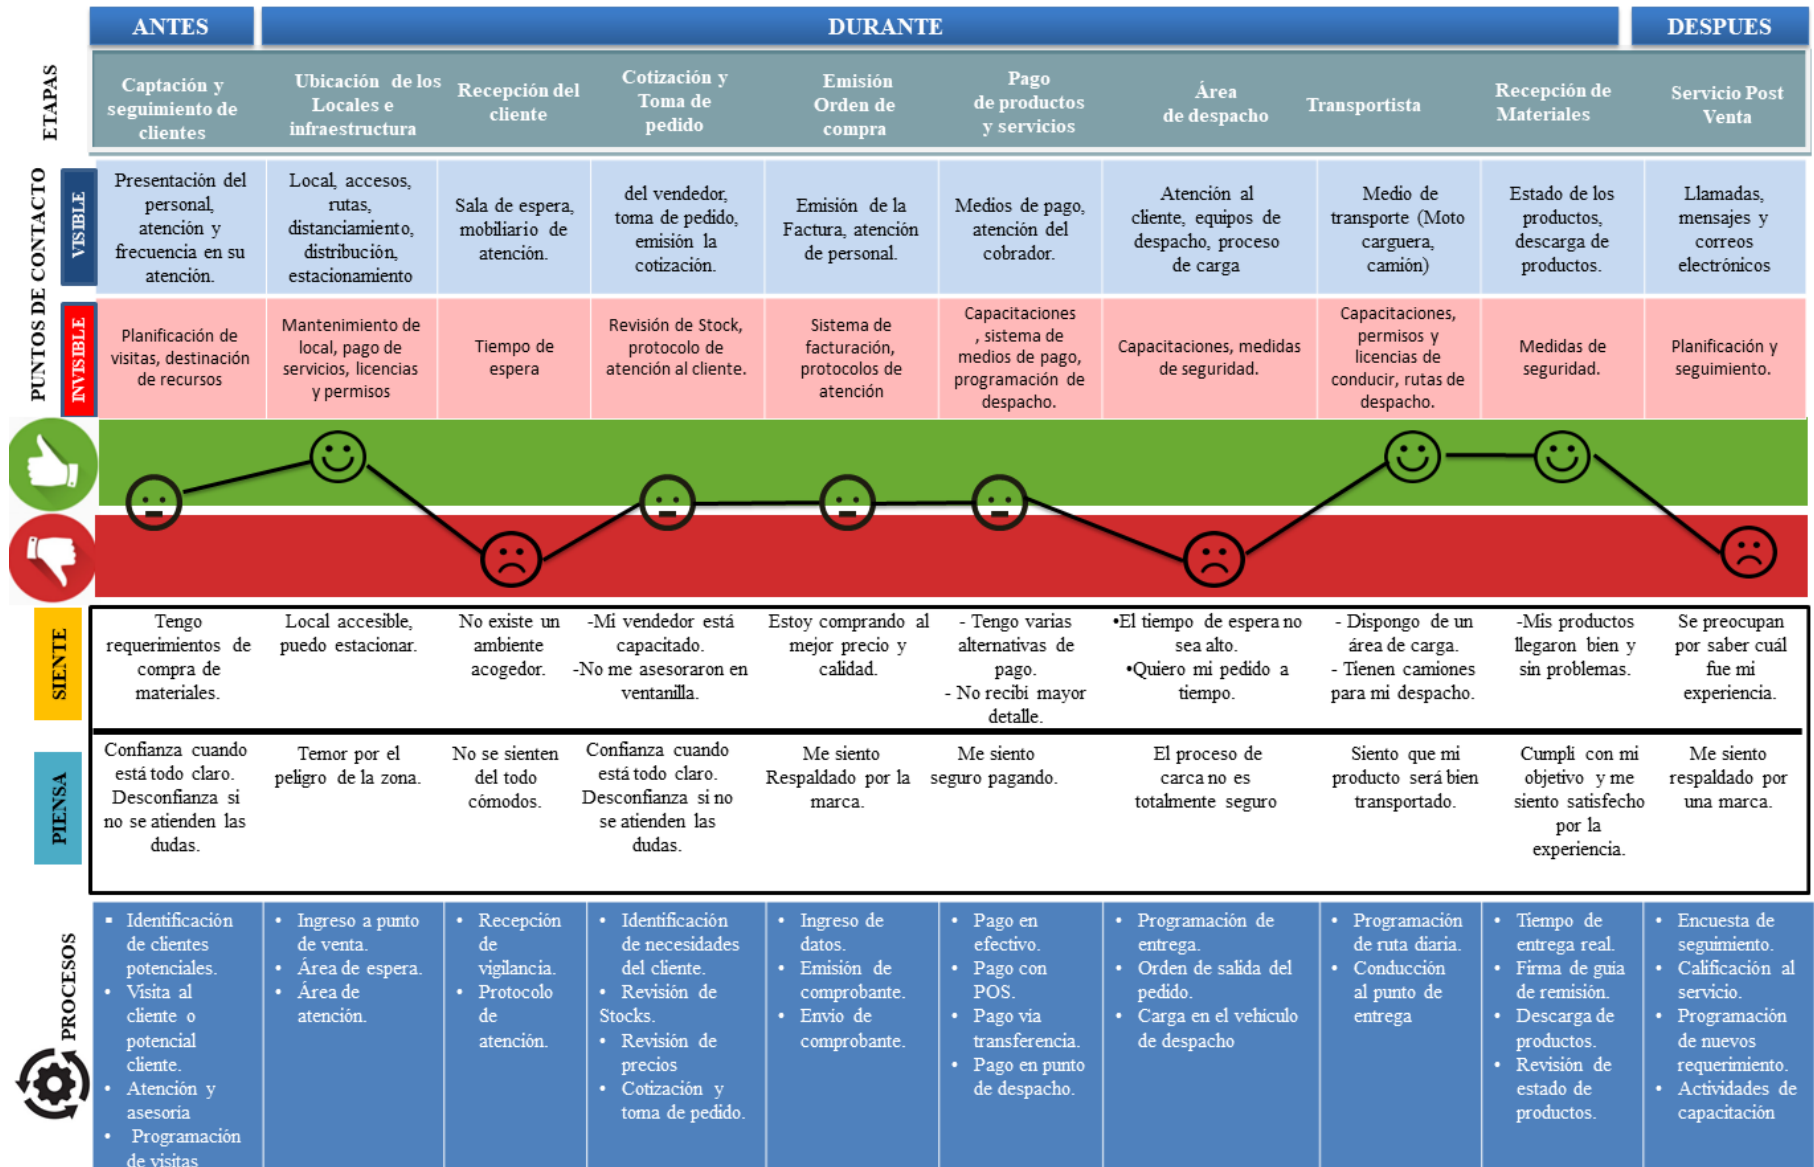 ANTES
DURANTE
DESPUES
ETAPAS
Captación y
seguimiento de
clientes
Ubicación de los
Locales e
infraestructura
Recepción del
cliente
Cotización y
Toma de
pedido
Emisión
Orden de
compra
Pago
de productos
y servicios
Área
de despacho
Transportista
Recepción de
Materiales
Servicio Post
Venta
PUNTOS DE CONTACTO
VISIBLE
Presentación del
personal,
atención y
frecuencia en su
atención.
Local, accesos,
rutas,
distanciamiento,
distribución,
estacionamiento
Sala de espera,
mobiliario de
atención.
del vendedor,
toma de pedido,
emisión la
cotización.
Emisión de la
Factura, atención
de personal.
Medios de pago,
atención del
cobrador.
Atención al
cliente, equipos de
despacho, proceso
de carga
Medio de
transporte (Moto
carguera,
camión)
Estado de los
productos,
descarga de
productos.
Llamadas,
mensajes y
correos
electrónicos
INVISIBLE
Planificación de
visitas, destinación
de recursos
Mantenimiento de
local, pago de
servicios, licencias
y permisos
Tiempo de
espera
Revisión de Stock,
protocolo de
atención al cliente.
Sistema de
facturación,
protocolos de
atención
Capacitaciones
, sistema de
medios de pago,
programación de
despacho.
Capacitaciones, medidas
de seguridad.
Capacitaciones,
permisos y
licencias de
conducir, rutas de
despacho.
Medidas de
seguridad.
Planificación y
seguimiento.
SIENTE
Tengo
requerimientos de
compra de
materiales.
Local accesible,
puedo estacionar.
No existe un
ambiente
acogedor.
-Mi vendedor está
capacitado.
-No me asesoraron en
ventanilla.
Estoy comprando al
mejor precio y
calidad.
- Tengo varias
alternativas de
pago.
- No recibí mayor
detalle.
•El tiempo de espera no
sea alto.
•Quiero mi pedido a
tiempo.
- Dispongo de un
área de carga.
- Tienen camiones
para mi despacho.
-Mis productos
llegaron bien y
sin problemas.
Se preocupan
por saber cuál
fue mi
experiencia.
PIENSA
Confianza cuando
está todo claro.
Desconfianza si
no se atienden las
dudas.
Temor por el
peligro de la zona.
No se sienten
del todo
cómodos.
Confianza cuando
está todo claro.
Desconfianza si no
se atienden las
dudas.
Me siento
Respaldado por la
marca.
Me siento
seguro pagando.
El proceso de
carca no es
totalmente seguro
Siento que mi
producto será bien
transportado.
Cumplí con mi
objetivo y me
siento satisfecho
por la
experiencia.
Me siento
respaldado por
una marca.
PROCESOS
▪ Identificación
de clientes
potenciales.
• Visita al
cliente o
potencial
cliente.
• Atención y
asesoría
• Programación
de visitas
• Ingreso a punto
de venta.
• Área de espera.
• Área de
atención.
• Recepción
de
vigilancia.
• Protocolo
de
atención.
• Identificación
de necesidades
del cliente.
• Revisión de
Stocks.
• Revisión de
precios
• Cotización y
toma de pedido.
• Ingreso de
datos.
• Emisión de
comprobante.
• Envío de
comprobante.
• Pago en
efectivo.
• Pago con
POS.
• Pago vía
transferencia.
• Pago en punto
de despacho.
• Programación de
entrega.
• Orden de salida del
pedido.
• Carga en el vehiculo
de despacho
• Programación
de ruta diaria.
• Conducción
al punto de
entrega
• Tiempo de
entrega real.
• Firma de guía
de remisión.
• Descarga de
productos.
• Revisión de
estado de
productos.
• Encuesta de
seguimiento.
• Calificación al
servicio.
• Programación
de nuevos
requerimiento.
• Actividades de
capacitación